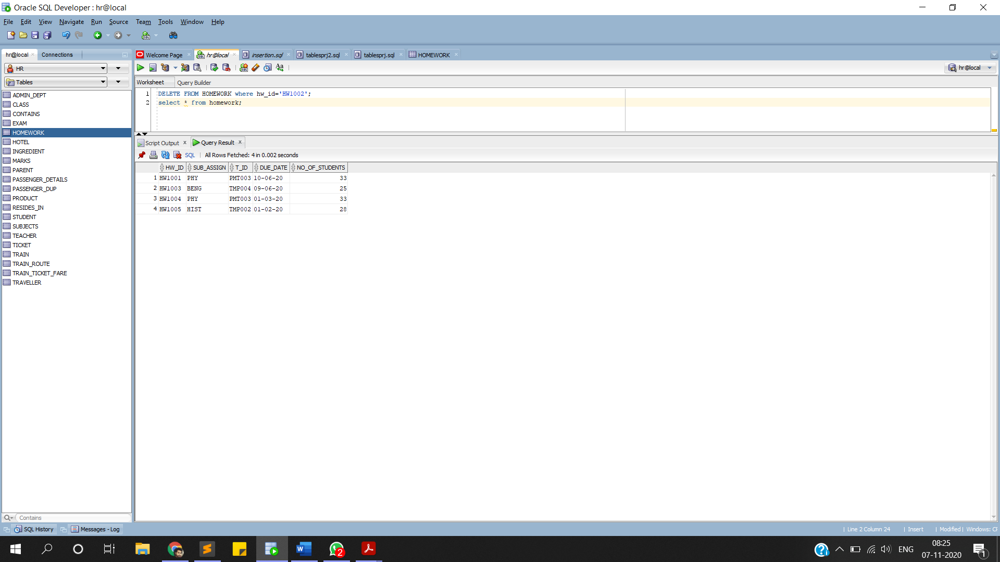 Oracle SQL Developer : hr@local
File Edit View Navigate Run Source Team Tools Window Help
hr@local Connections
Welcome Page hr@local insertion.sql tablesprj2.sql tablesprj.sql HOMEWORK
HR
hr@local
Tables
Worksheet Query Builder
1 DELETE FROM HOMEWORK where hw_id='HW1002';
2 select * from homework;
ADMIN_DEPT
CLASS
CONTAINS
EXAM
HOMEWORK
HOTEL
INGREDIENT
MARKS
PARENT
PASSENGER_DETAILS
PASSENGER_DUP
PRODUCT
RESIDES_IN
STUDENT
SUBJECTS
TEACHER
TICKET
TRAIN
TRAIN_ROUTE
TRAIN_TICKET_FARE
TRAVELLER
Script Output Query Result
SQL All Rows Fetched: 4 in 0.002 seconds
HW_ID SUB_ASSIGN T_ID DUE_DATE NO_OF_STUDENTS
1 HW1001 PHY PMT003 10-06-20 33
2 HW1003 BENG TMP004 09-06-20 25
3 HW1004 PHY PMT003 01-03-20 33
4 HW1005 HIST TMP002 01-02-20 28
Contains
SQL History Messages - Log
Line 2 Column 24 Insert Modified Windows:
2
ENG
08:25
07-11-2020
1